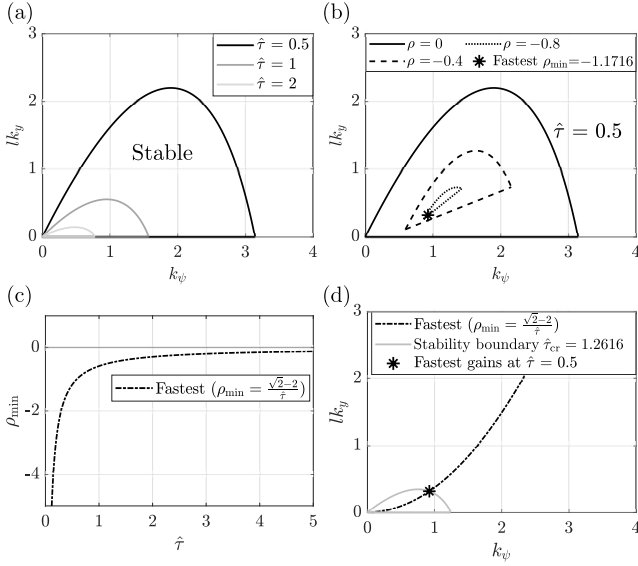 (a)
τ̂ = 0.5
τ̂ = 1
τ̂ = 2
Stable
3
2
1
0
lk_y
0 1 2 3 4
k_ψ
(b)
ρ = 0
ρ = −0.8
ρ = −0.4
Fastest ρ_min=−1.1716
τ̂ = 0.5
3
2
1
0
lk_y
0 1 2 3 4
k_ψ
(c)
0
-2
-4
ρ_min
Fastest (ρ_min = √2−2/τ̂)
0 1 2 3 4 5
τ̂
(d)
Fastest (ρ_min = √2−2/τ̂)
Stability boundary τ̂_cr = 1.2616
Fastest gains at τ̂ = 0.5
3
2
1
0
lk_y
0 1 2 3 4
k_ψ